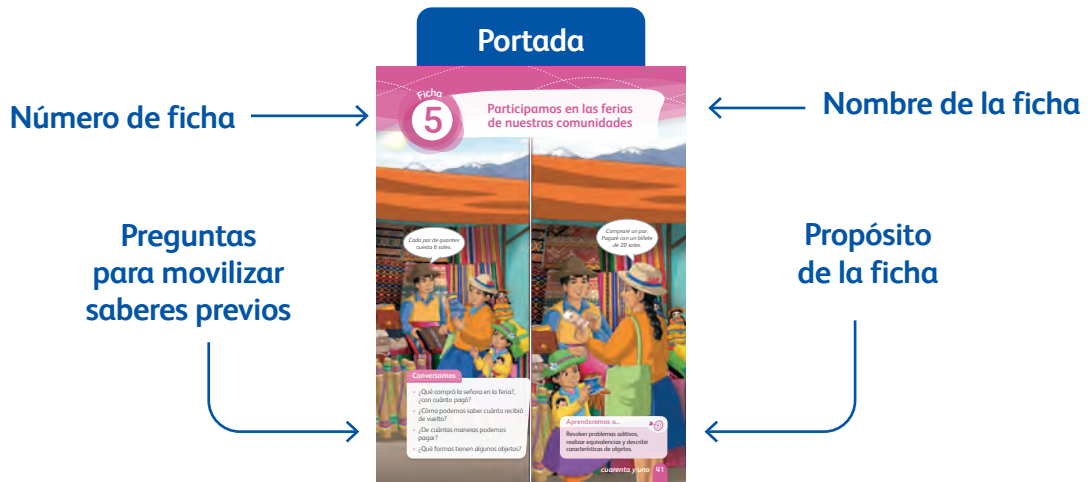 Portada
Número de ficha
Ficha
5
Participamos en las ferias
de nuestras comunidades
Nombre de la ficha
Preguntas
para movilizar
saberes previos
Cada par de guantes
cuesta 6 soles.
Compraré un par.
Pagaré con un billete
de 20 soles.
Propósito
de la ficha
Conversamos
• ¿Qué compró la señora en la feria?,
¿con cuánto pagó?
• ¿Cómo podemos saber cuánto recibió
de vuelto?
• ¿De cuántas maneras podemos
pagar?
• ¿Qué formas tienen algunos objetos?
Aprenderemos a...
Resolver problemas aditivos,
realizar equivalencias y describir
características de objetos.
cuarenta y uno 41